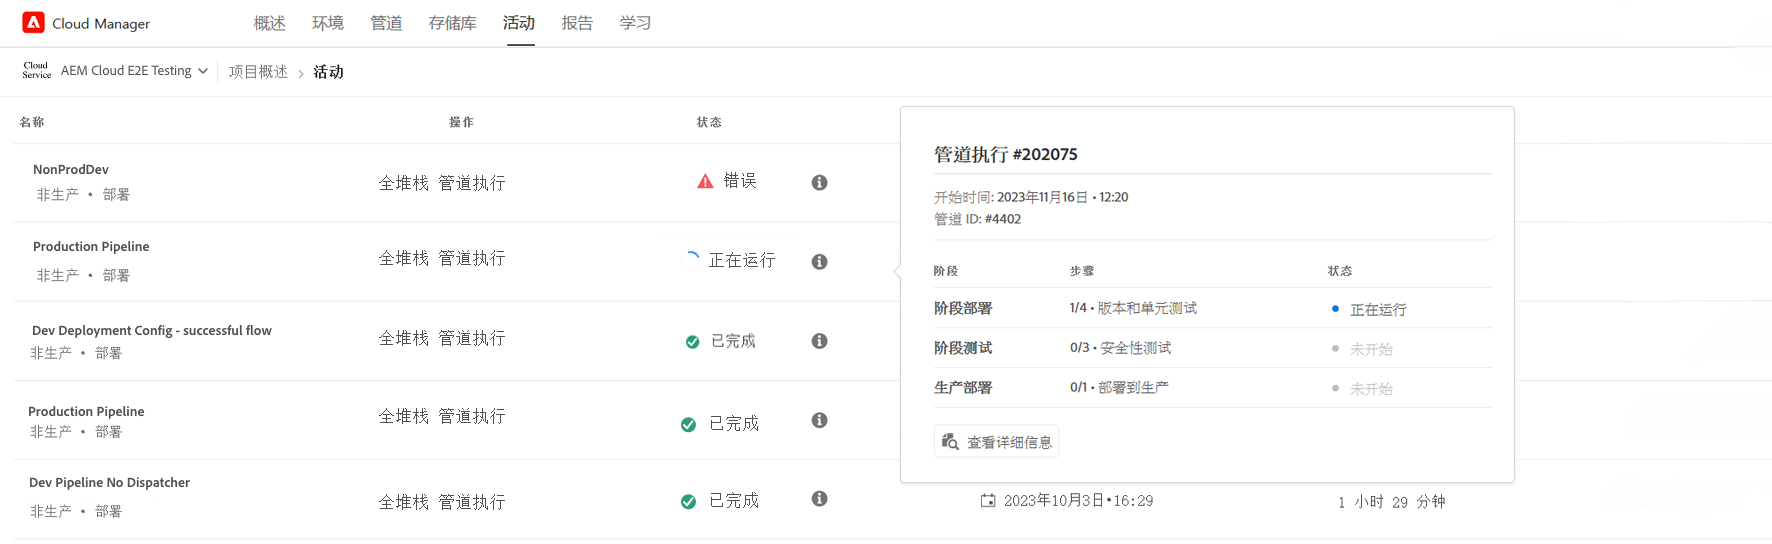 Cloud Manager 概述 环境 管道 存储库 活动 报告 学习
Cloud Service AEM Cloud E2E Testing 项目概述 › 活动
名称 操作 状态
NonProdDev
非生产 • 部署
全堆栈 管道执行 错误
Production Pipeline
非生产 • 部署
全堆栈 管道执行 正在运行
Dev Deployment Config - successful flow
非生产 • 部署
全堆栈 管道执行 已完成
Production Pipeline
非生产 • 部署
全堆栈 管道执行 已完成
Dev Pipeline No Dispatcher
非生产 • 部署
全堆栈 管道执行 已完成 2023年10月3日•16:29 1 小时 29 分钟
管道执行 #202075
开始时间: 2023年11月16日 • 12:20
管道 ID: #4402
阶段 步骤 状态
阶段部署 1/4 • 版本和单元测试 正在运行
阶段测试 0/3 • 安全性测试 未开始
生产部署 0/1 • 部署到生产 未开始
查看详细信息